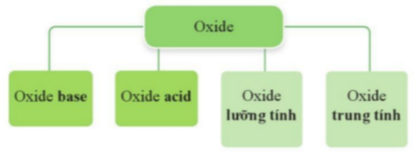 Oxide
Oxide base
Oxide acid
Oxide
lưỡng tính
Oxide
trung tính